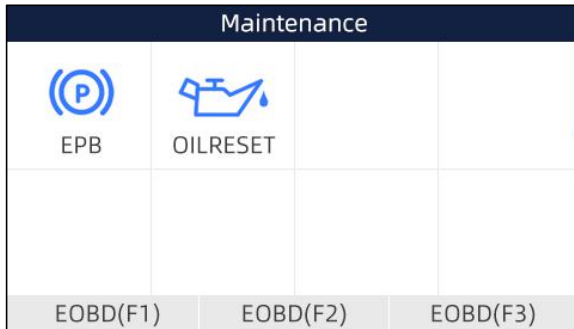 Maintenance
P
EPB
OILRESET
EOBD(F1)
EOBD(F2)
EOBD(F3)